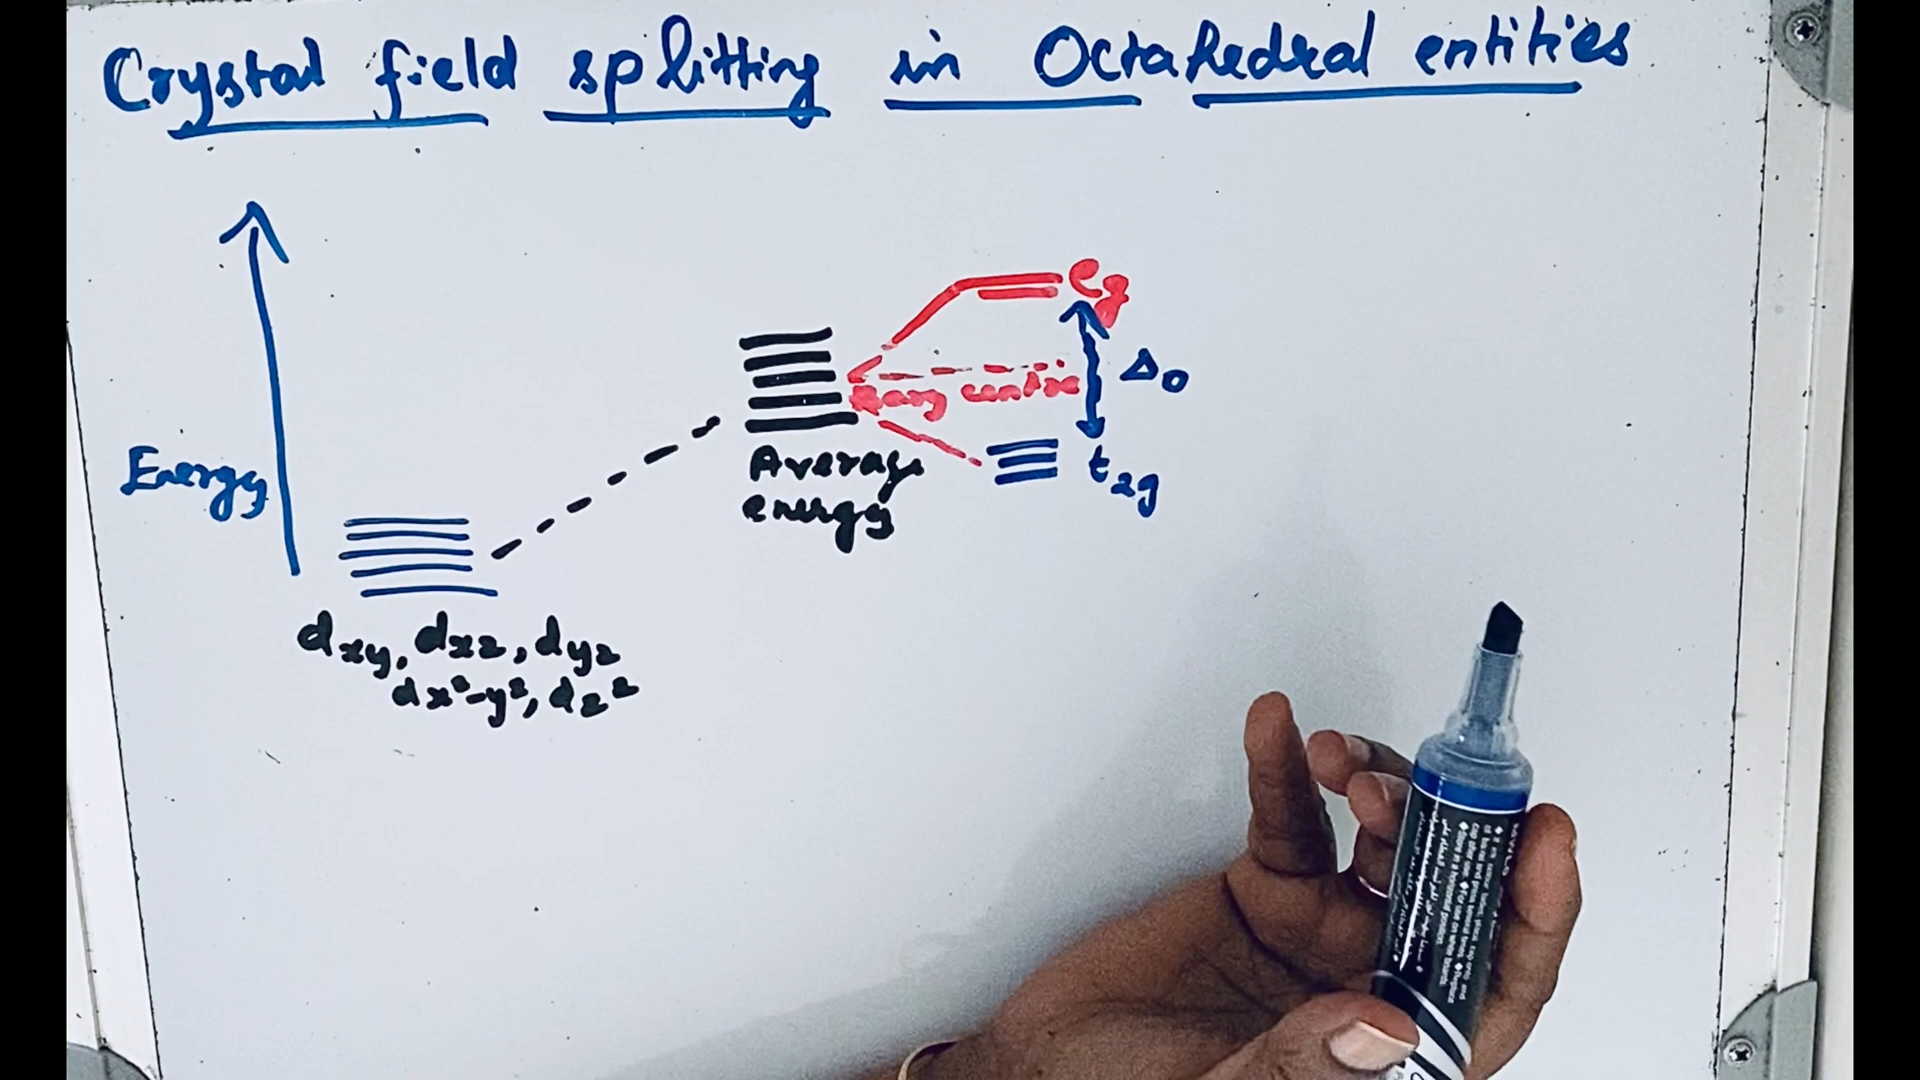 Crystal field splitting in Octahedral entities
eg
Δo
Bary centre
t2g
Average
energy
Energy
dxy, dxz, dyz
dx²-y², dz²